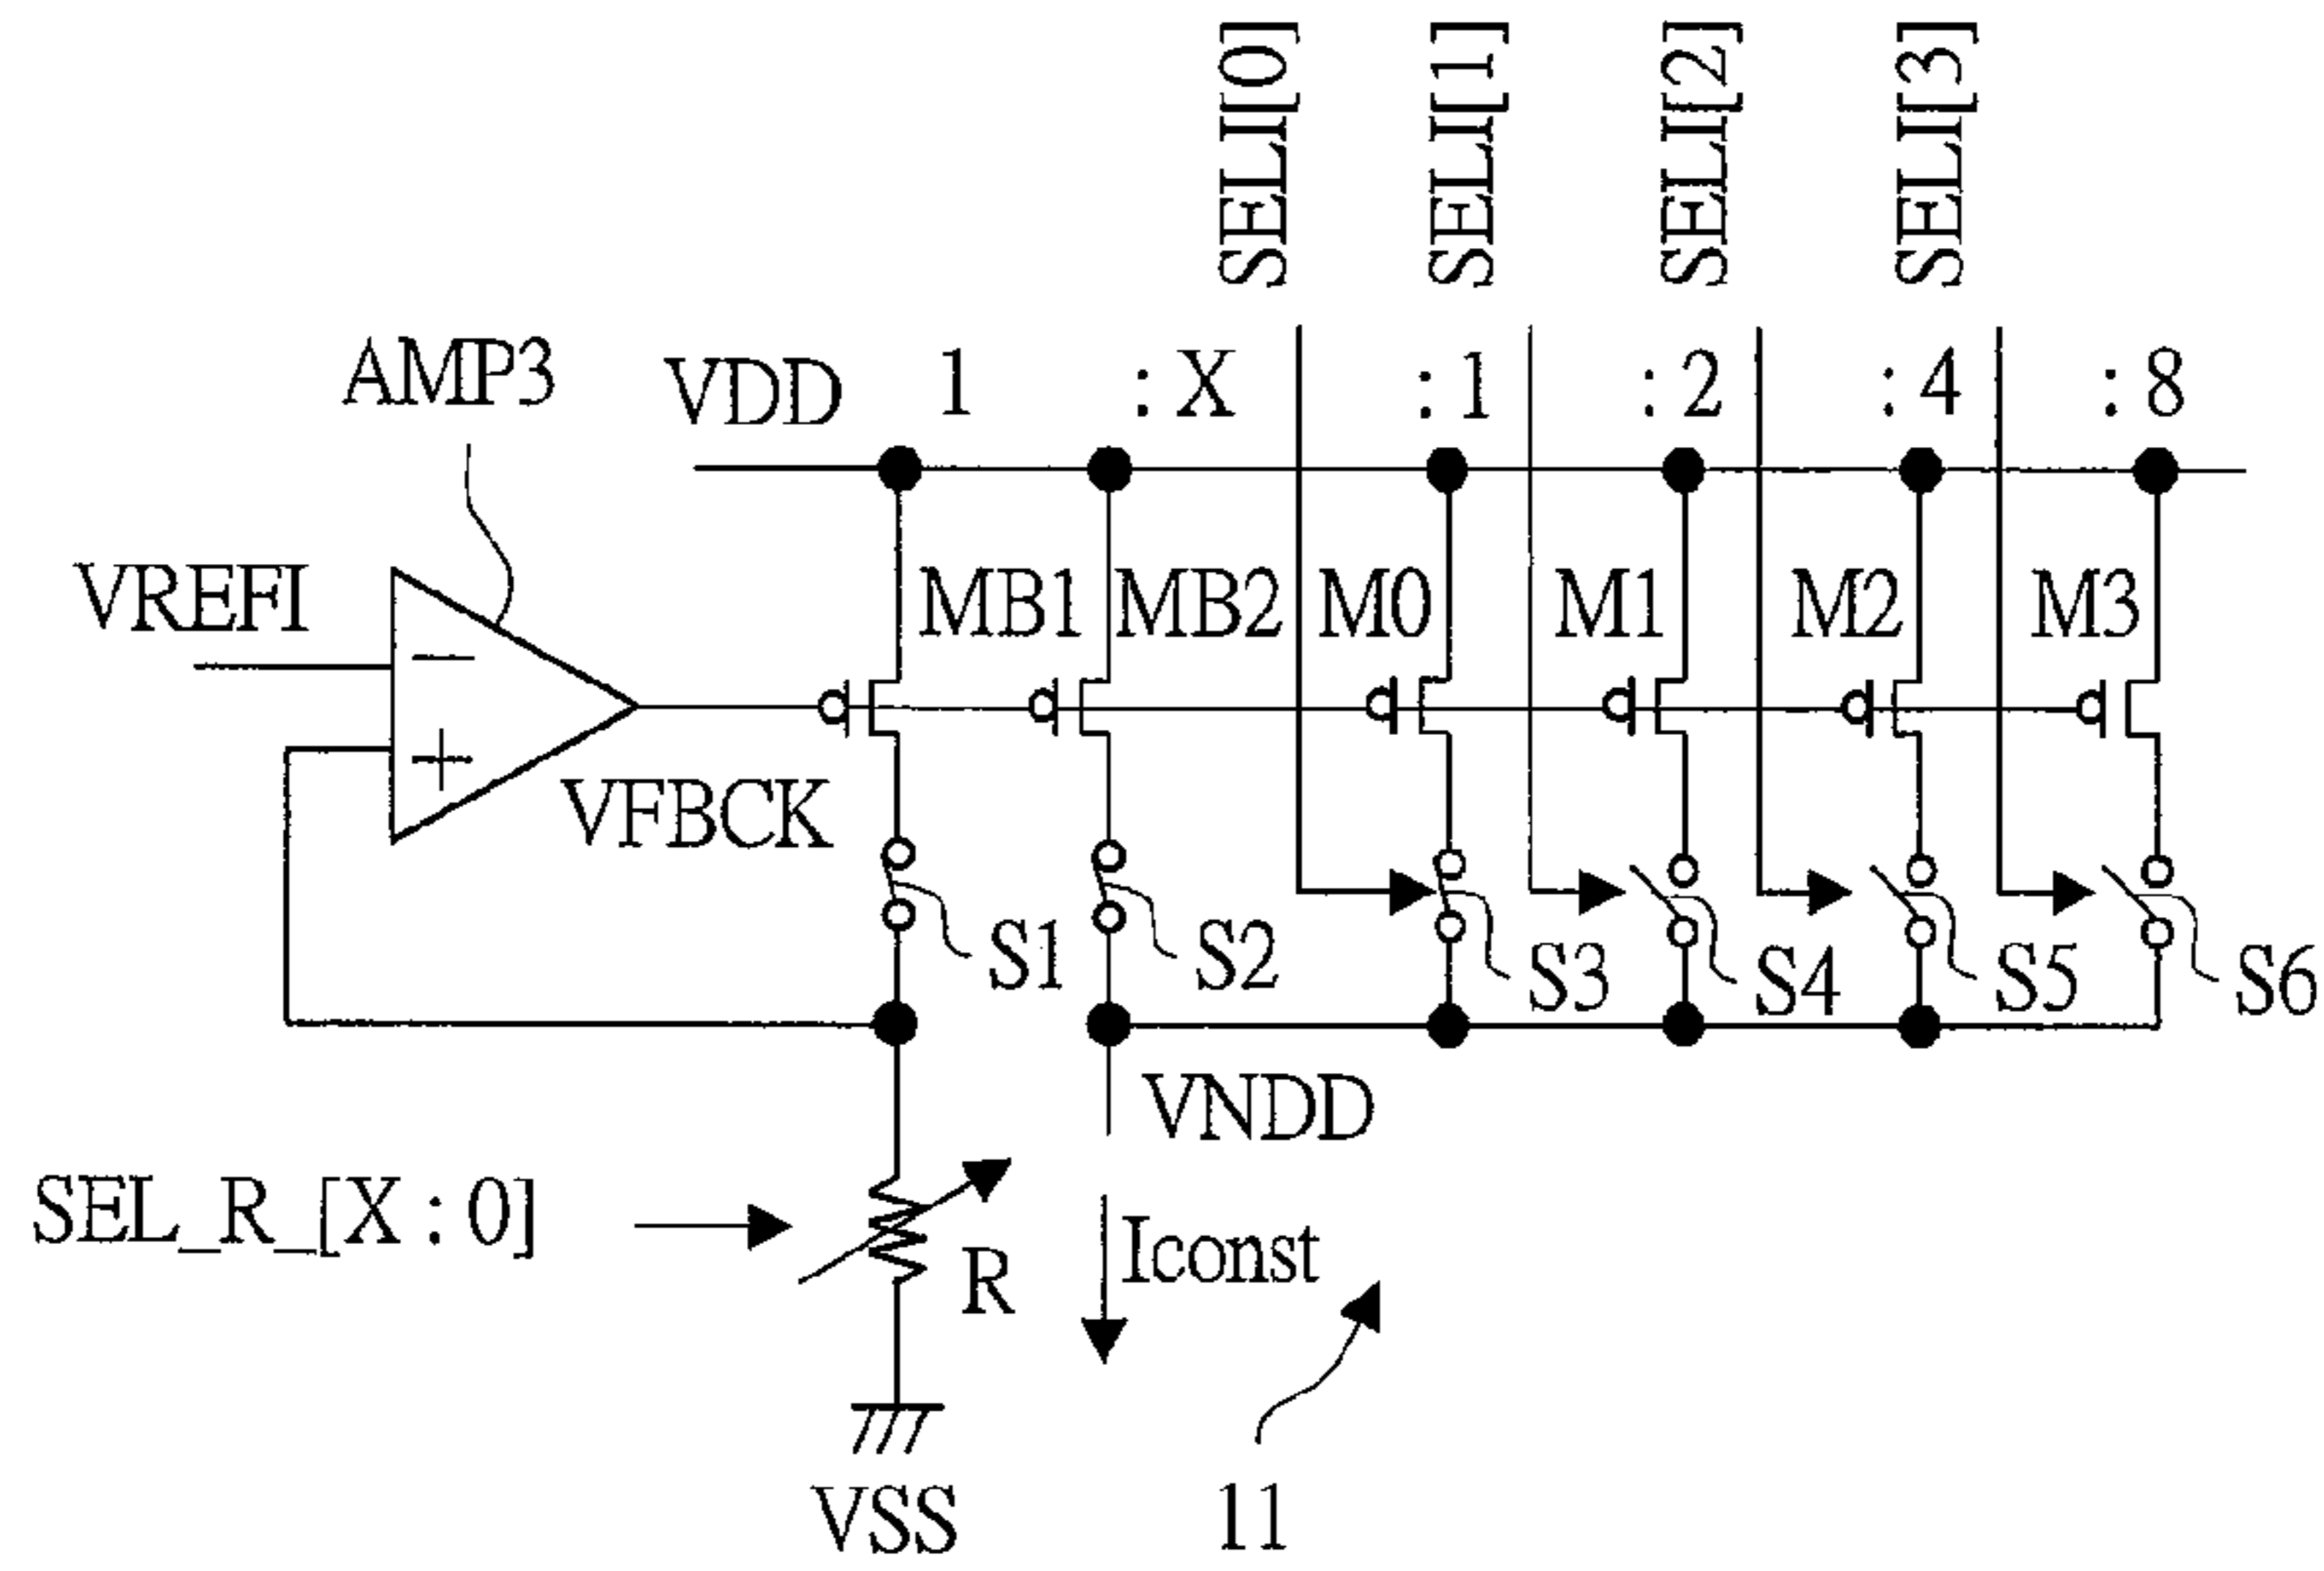 SELI[0]
SELI[1]
SELI[2]
SELI[3]
AMP3
VDD 1 : X : 1 : 2 : 4 : 8
VREFI
MB1 MB2 M0 M1 M2 M3
−
+
VFBCK
S1 S2 S3 S4 S5 S6
VNDD
SEL_R_[X : 0]
R
Iconst
VSS
11